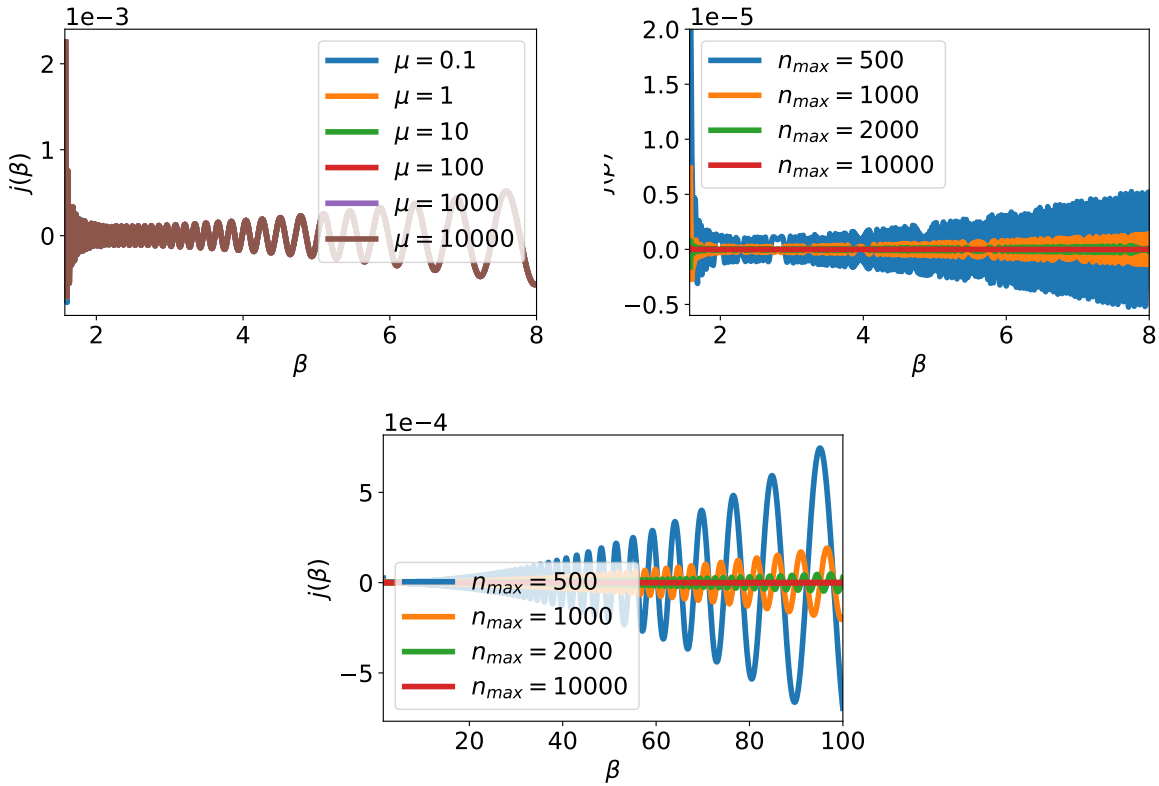 1e−3
j(β)
2
1
0
μ = 0.1
μ = 1
μ = 10
μ = 100
μ = 1000
μ = 10000
2 4 6 8
β
1e−5
2.0
1.5
1.0
0.5
0.0
−0.5
n_max = 500
n_max = 1000
n_max = 2000
n_max = 10000
2 4 6 8
β
1e−4
j(β)
5
0
−5
n_max = 500
n_max = 1000
n_max = 2000
n_max = 10000
20 40 60 80 100
β